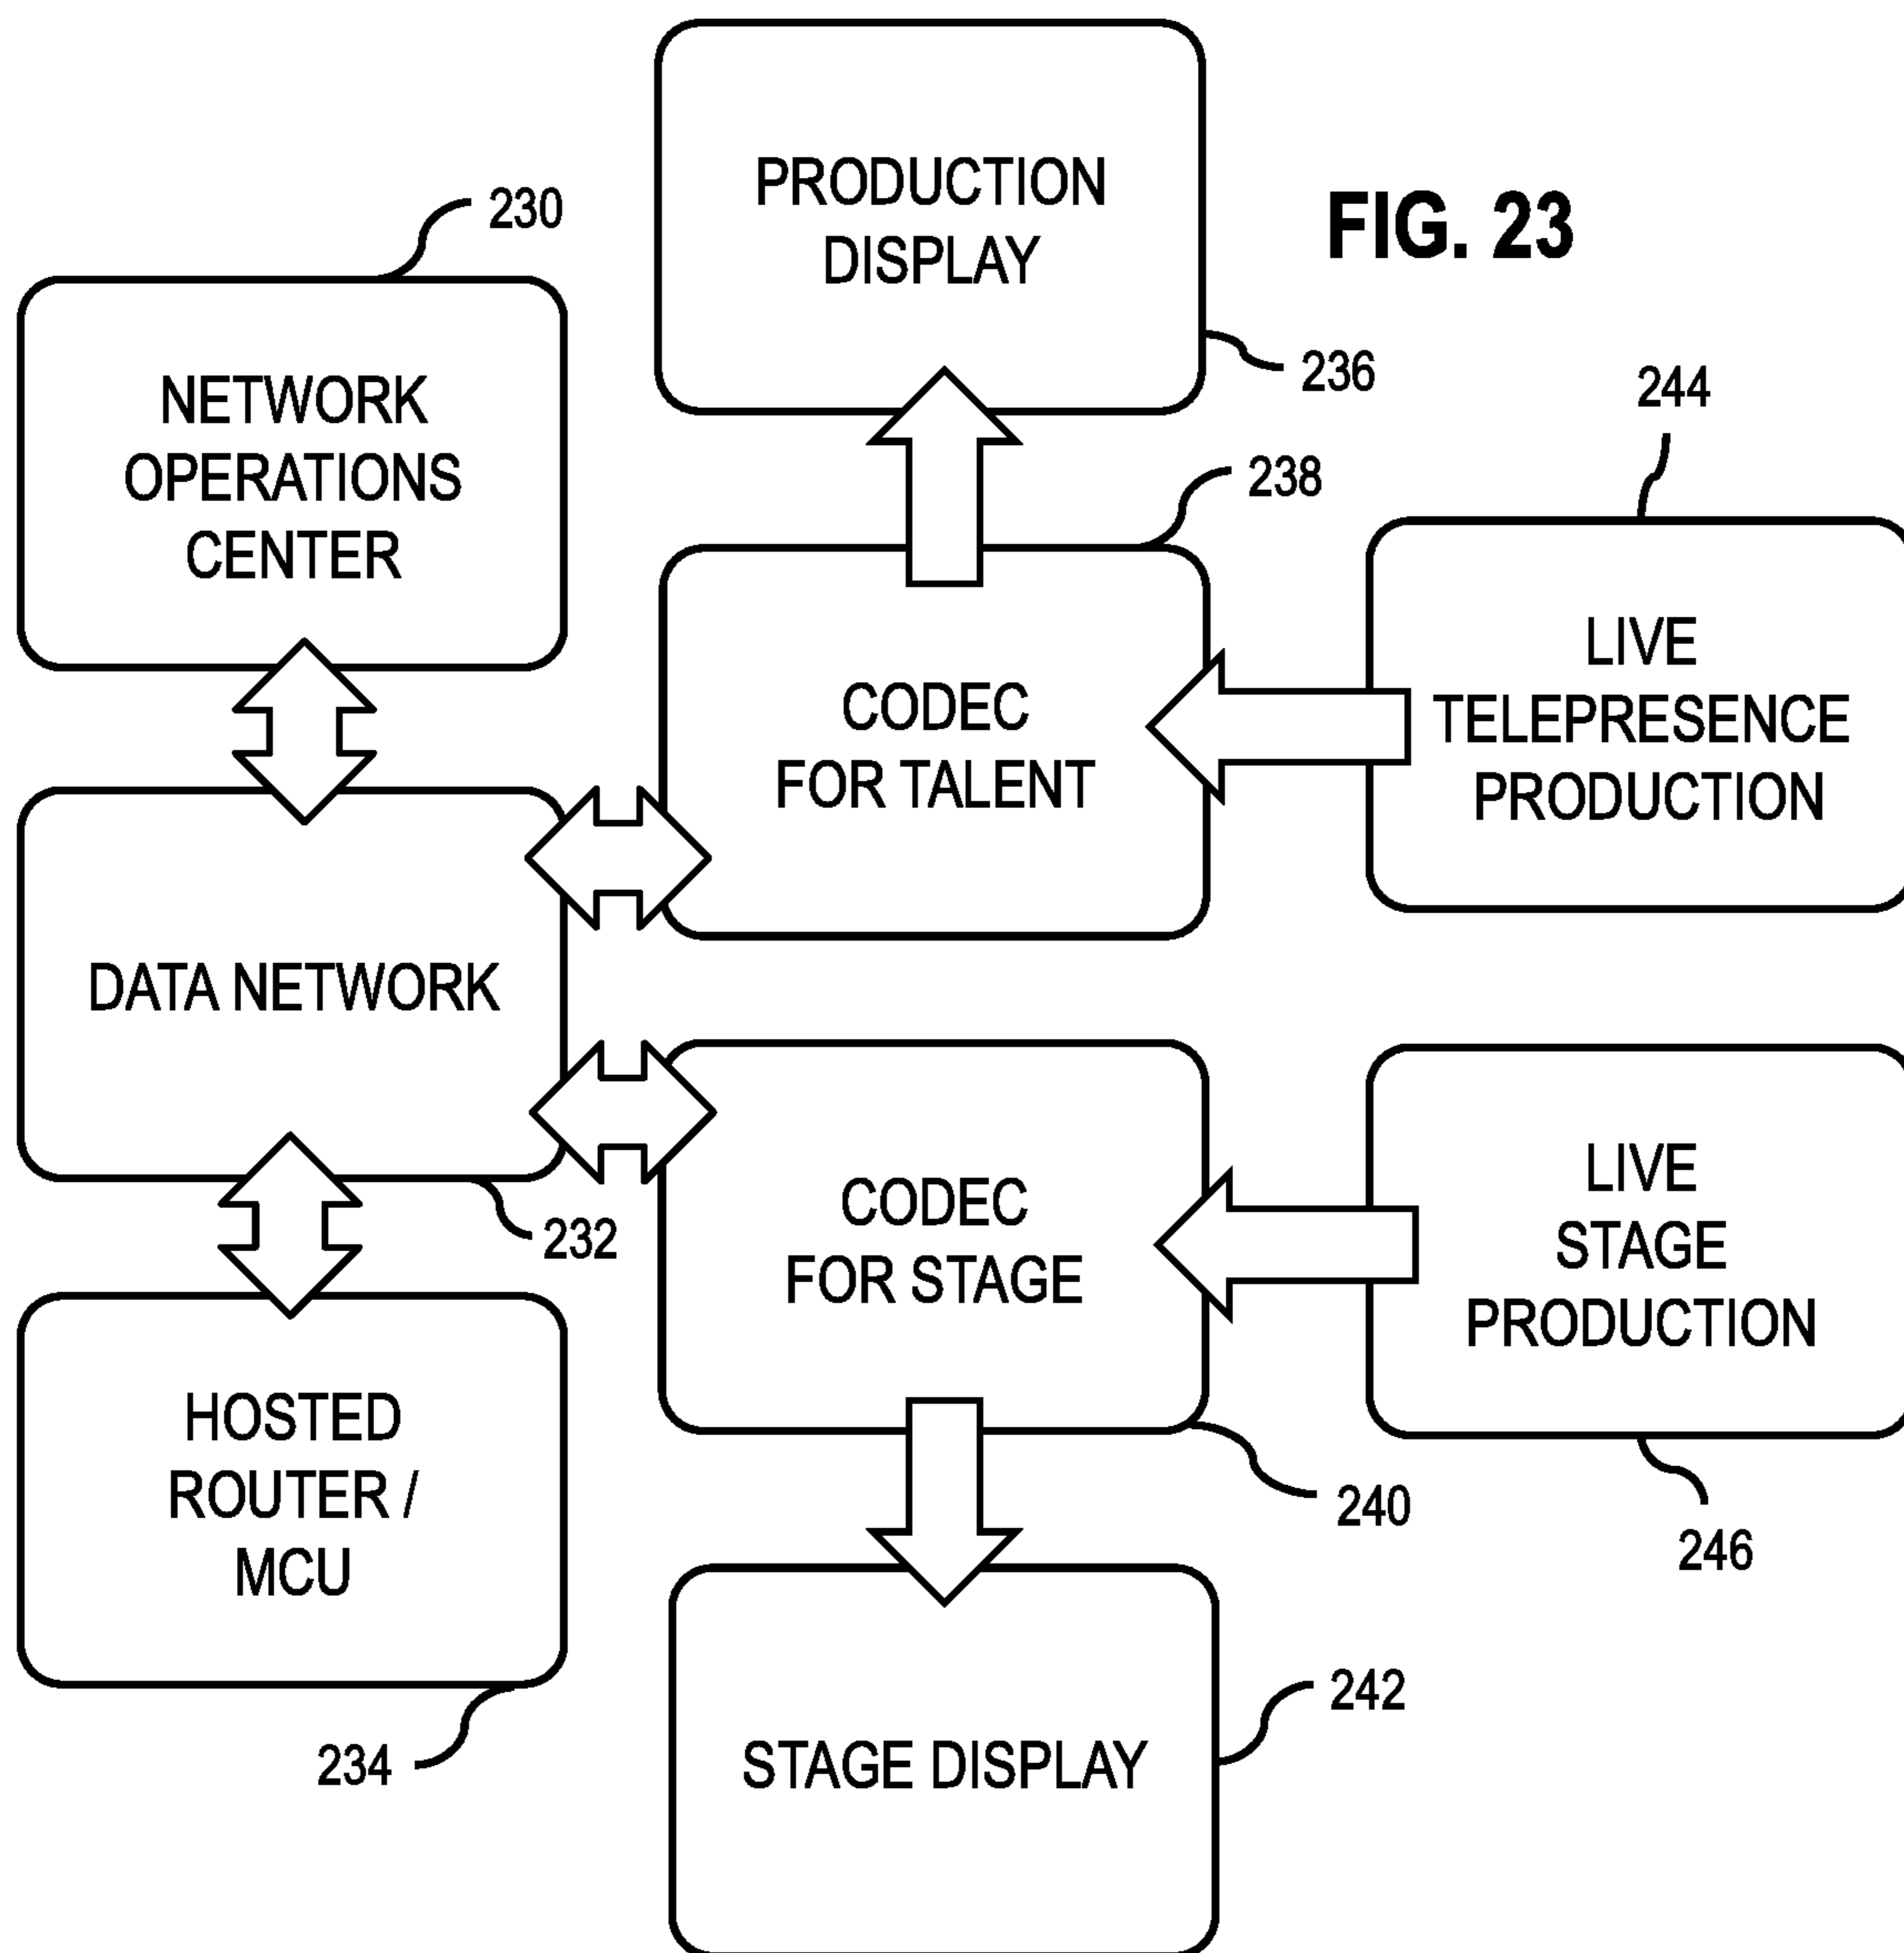 PRODUCTION
DISPLAY
FIG. 23
230
236
NETWORK
OPERATIONS
CENTER
244
238
LIVE
TELEPRESENCE
PRODUCTION
CODEC
FOR TALENT
DATA NETWORK
232
CODEC
FOR STAGE
LIVE
STAGE
PRODUCTION
HOSTED
ROUTER /
MCU
240
246
234
242
STAGE DISPLAY